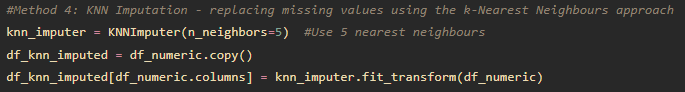 #Method 4: KNN Imputation - replacing missing values using the k-Nearest Neighbours approach
knn_imputer = KNNImputer(n_neighbors=5)  #Use 5 nearest neighbours
df_knn_imputed = df_numeric.copy()
df_knn_imputed[df_numeric.columns] = knn_imputer.fit_transform(df_numeric)